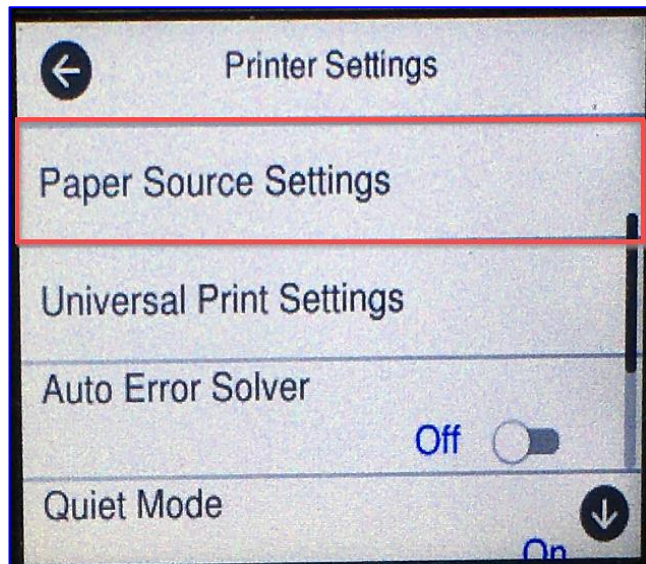 Printer Settings
Paper Source Settings
Universal Print Settings
Auto Error Solver
Off
Quiet Mode
On